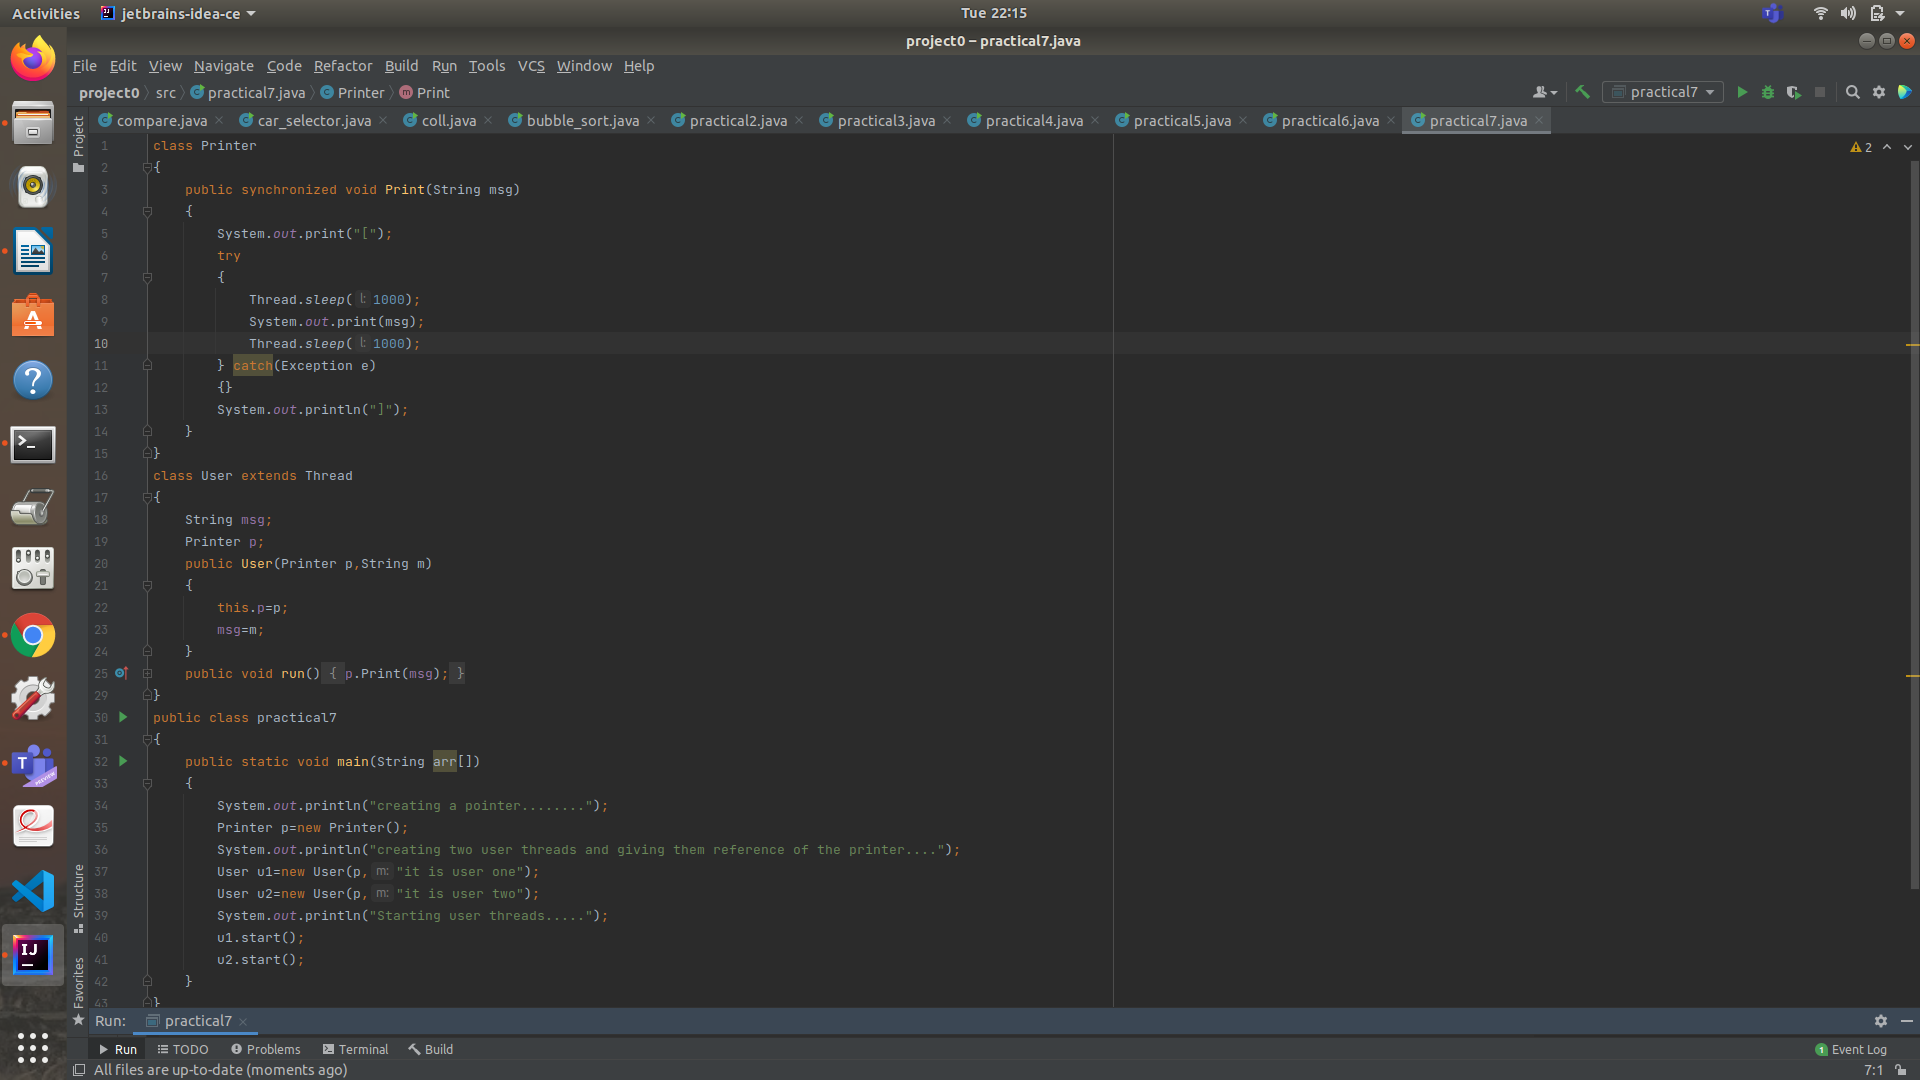 Activities jetbrains-idea-ce Tue 22:15
project0 – practical7.java
File Edit View Navigate Code Refactor Build Run Tools VCS Window Help
project0 src practical7.java Printer Print practical7
compare.java car_selector.java coll.java bubble_sort.java practical2.java practical3.java practical4.java practical5.java practical6.java practical7.java
Project
1 class Printer
2 {
3 public synchronized void Print(String msg)
4 {
5 System.out.print("[");
6 try
7 {
8 Thread.sleep( l: 1000);
9 System.out.print(msg);
10 Thread.sleep( l: 1000);
11 } catch(Exception e)
12 {}
13 System.out.println("]");
14 }
15 }
16 class User extends Thread
17 {
18 String msg;
19 Printer p;
20 public User(Printer p,String m)
21 {
22 this.p=p;
23 msg=m;
24 }
25 public void run() { p.Print(msg); }
29 }
30 public class practical7
31 {
32 public static void main(String arr[])
33 {
34 System.out.println("creating a pointer........");
35 Printer p=new Printer();
36 System.out.println("creating two user threads and giving them reference of the printer....");
37 User u1=new User(p, m: "it is user one");
38 User u2=new User(p, m: "it is user two");
39 System.out.println("Starting user threads.....");
40 u1.start();
41 u2.start();
42 }
43 }
2
Structure
Favorites
Run: practical7
Run TODO Problems Terminal Build 1 Event Log
All files are up-to-date (moments ago) 7:1